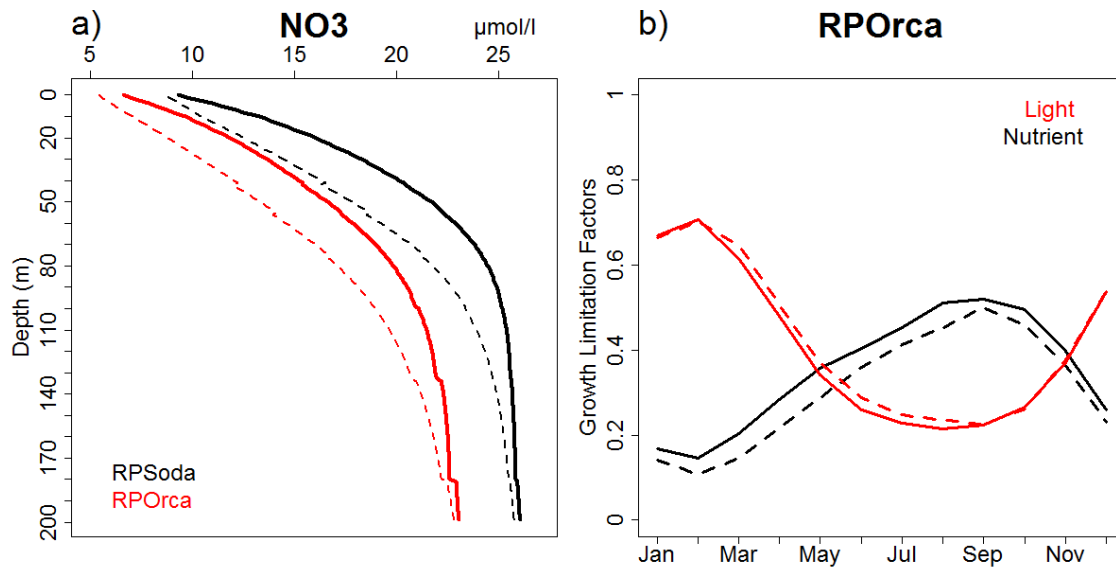 a) NO3 µmol/l
5 10 15 20 25
0
20
50
80
110
140
170
200
Depth (m)
RPSoda
RPOrca
b) RPOrca
1
0.8
0.6
0.4
0.2
0
Growth Limitation Factors
Light
Nutrient
Jan Mar May Jul Sep Nov